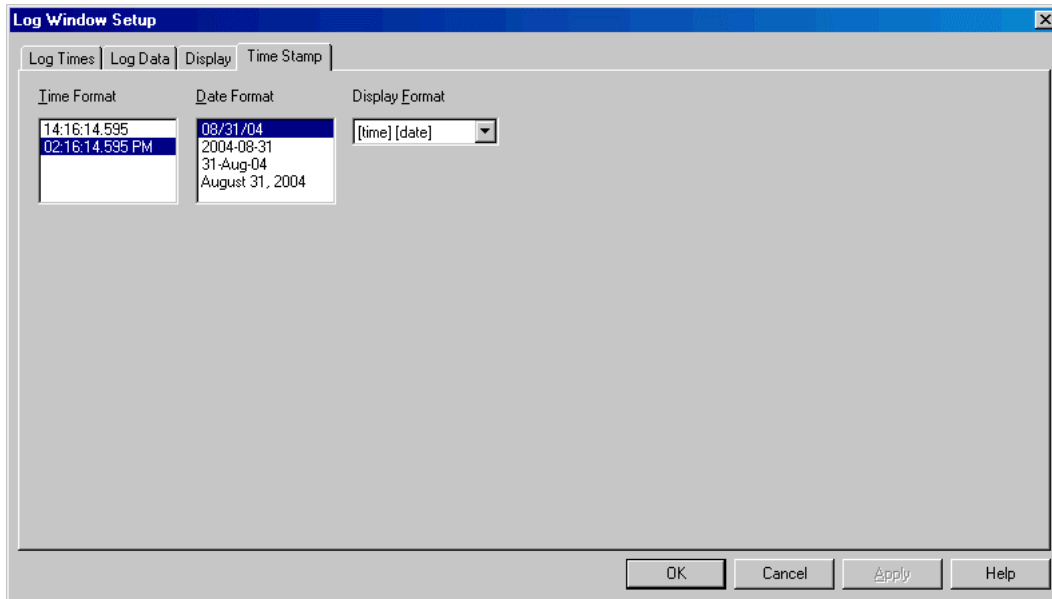 Log Window Setup
Log Times Log Data Display Time Stamp
Time Format Date Format Display Format
14:16:14.595 08/31/04 [time] [date]
02:16:14.595 PM 2004-08-31
31-Aug-04
August 31, 2004
OK Cancel Apply Help